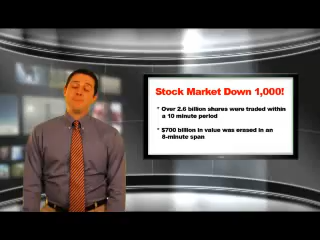 Stock Market Down 1,000!
* Over 2.6 billion shares were traded within
a 10 minute period
* $700 billion in value was erased in an
8-minute span